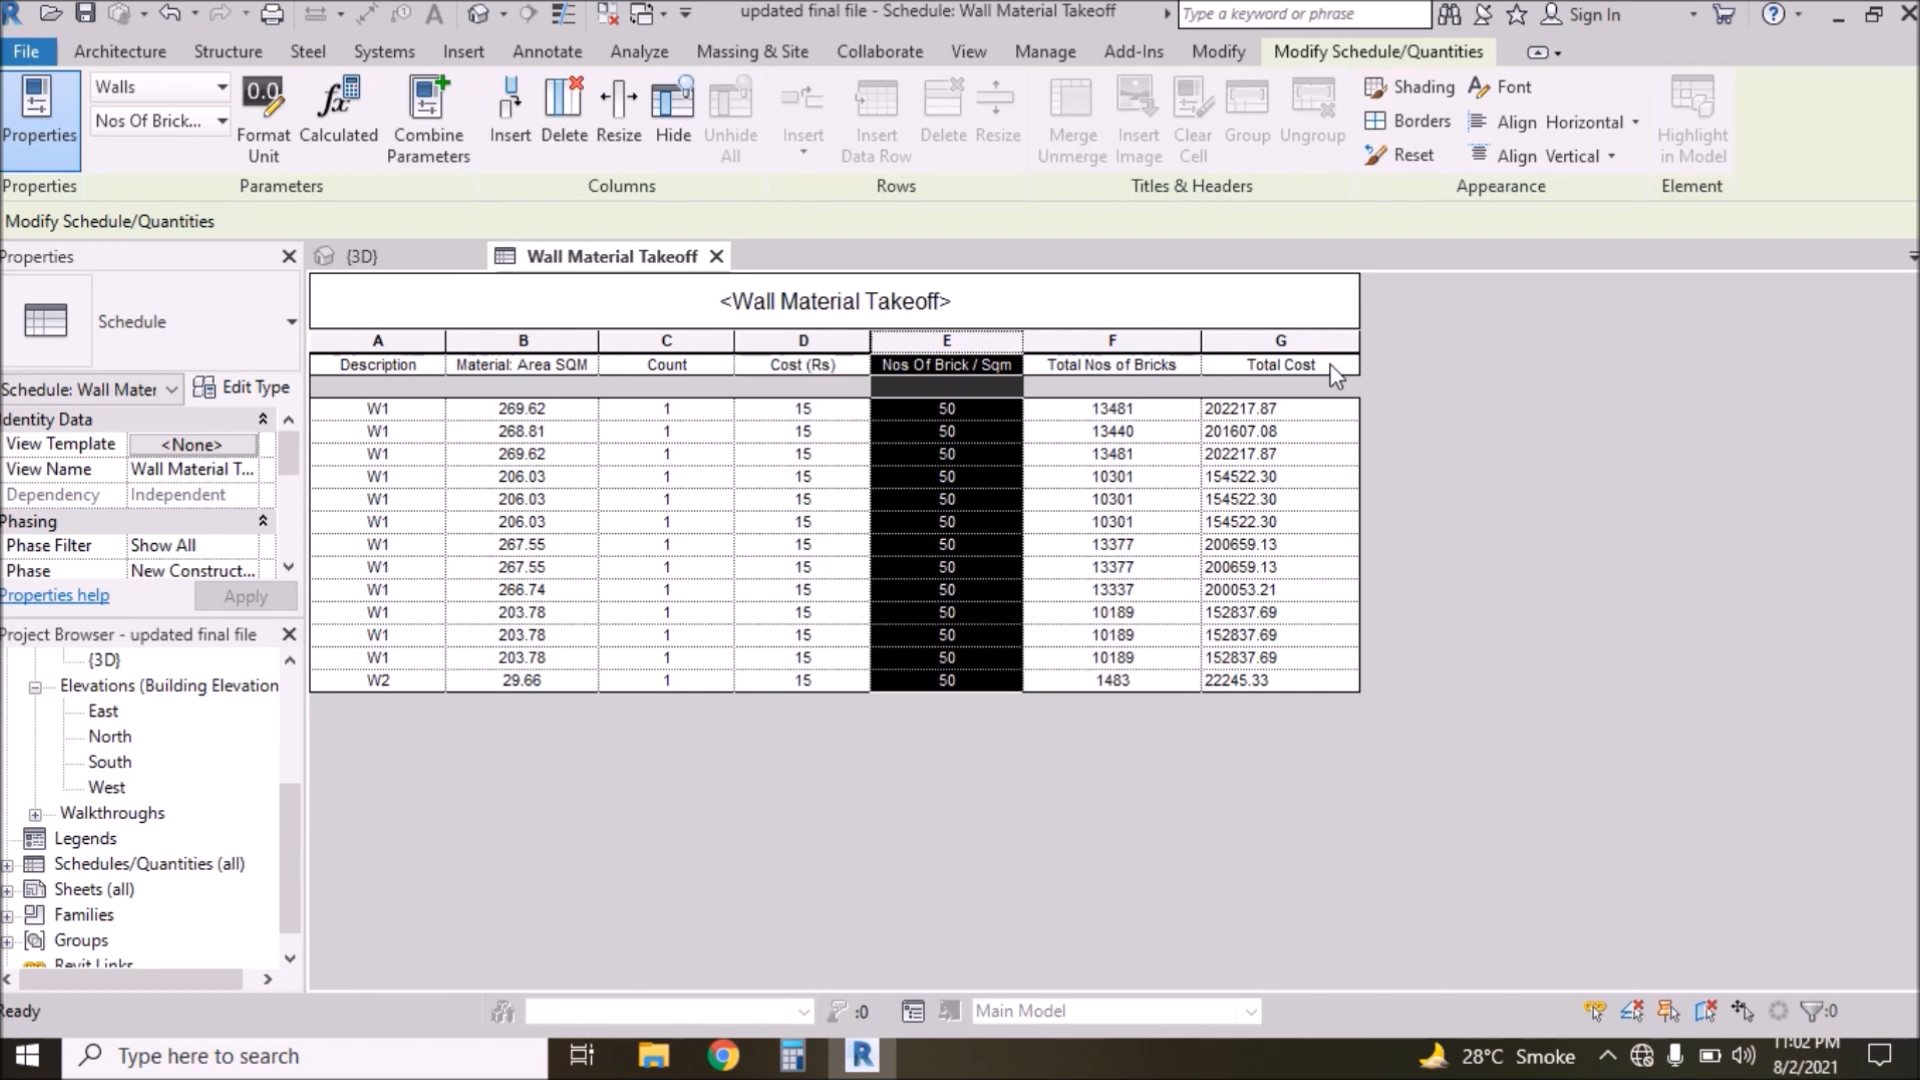 updated final file - Schedule: Wall Material Takeoff
Type a keyword or phrase
Sign In
File Architecture Structure Steel Systems Insert Annotate Analyze Massing & Site Collaborate View Manage Add-Ins Modify Modify Schedule/Quantities
Properties
Walls
Nos Of Brick...
Format Unit
Calculated
Combine Parameters
Insert Delete Resize Hide Unhide All
Insert
Insert Data Row
Delete Resize
Merge Unmerge
Insert Image
Clear Cell
Group Ungroup
Shading Font
Borders Align Horizontal
Reset Align Vertical
Highlight in Model
Properties Parameters Columns Rows Titles & Headers Appearance Element
Modify Schedule/Quantities
Properties
{3D}
Wall Material Takeoff
Schedule
Schedule: Wall Mater
Edit Type
Identity Data
View Template <None>
View Name Wall Material T...
Dependency Independent
Phasing
Phase Filter Show All
Phase New Construct...
Properties help
Apply
Project Browser - updated final file
{3D}
Elevations (Building Elevation
East
North
South
West
Walkthroughs
Legends
Schedules/Quantities (all)
Sheets (all)
Families
Groups
Revit Links
<Wall Material Takeoff>
A B C D E F G
Description Material: Area SQM Count Cost (Rs) Nos Of Brick / Sqm Total Nos of Bricks Total Cost
W1 269.62 1 15 50 13481 202217.87
W1 268.81 1 15 50 13440 201607.08
W1 269.62 1 15 50 13481 202217.87
W1 206.03 1 15 50 10301 154522.30
W1 206.03 1 15 50 10301 154522.30
W1 206.03 1 15 50 10301 154522.30
W1 267.55 1 15 50 13377 200659.13
W1 267.55 1 15 50 13377 200659.13
W1 266.74 1 15 50 13337 200053.21
W1 203.78 1 15 50 10189 152837.69
W1 203.78 1 15 50 10189 152837.69
W1 203.78 1 15 50 10189 152837.69
W2 29.66 1 15 50 1483 22245.33
Ready
:0
Main Model
:0
Type here to search
28°C Smoke
11:02 PM
8/2/2021